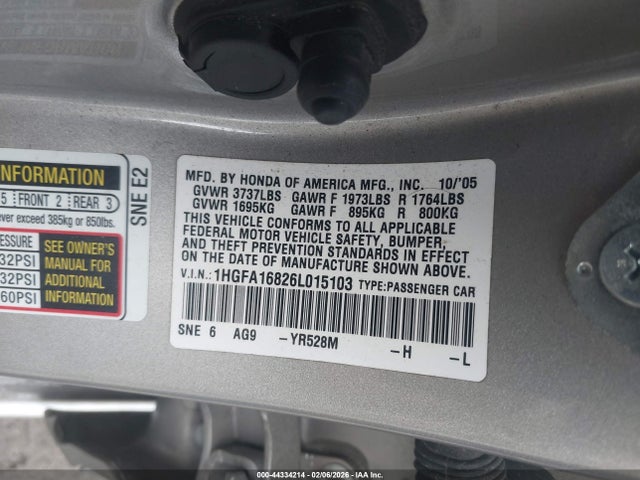 INFORMATION
5 FRONT 2 REAR 3
ever exceed 385kg or 850lbs.
PRESSURE
32PSI
32PSI
60PSI
SEE OWNER'S
MANUAL FOR
ADDITIONAL
INFORMATION
SNE E2
MFD. BY HONDA OF AMERICA MFG., INC. 10/'05
GVWR 3737LBS GAWR F 1973LBS R 1764LBS
GVWR 1695KG GAWR F 895KG R 800KG
THIS VEHICLE CONFORMS TO ALL APPLICABLE
FEDERAL MOTOR VEHICLE SAFETY, BUMPER,
AND THEFT PREVENTION STANDARDS IN EFFECT
ON THE DATE OF MANUFACTURE SHOWN ABOVE.
V.I.N.: 1HGFA16826L015103 TYPE:PASSENGER CAR
SNE 6 AG9 -YR528M -H -L
000-44334214 - 02/06/2026 - IAA Inc.